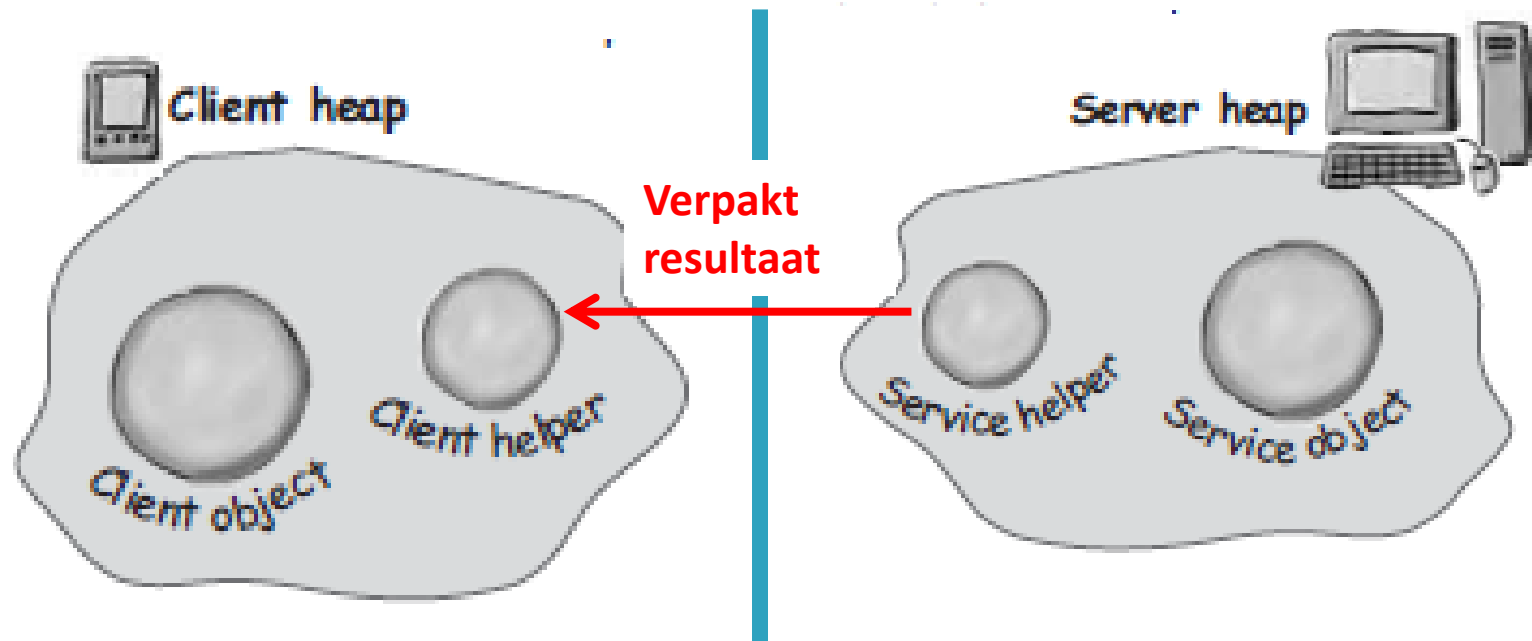 Client heap
Server heap
Verpakt
resultaat
Client helper
Service helper
Client object
Service object